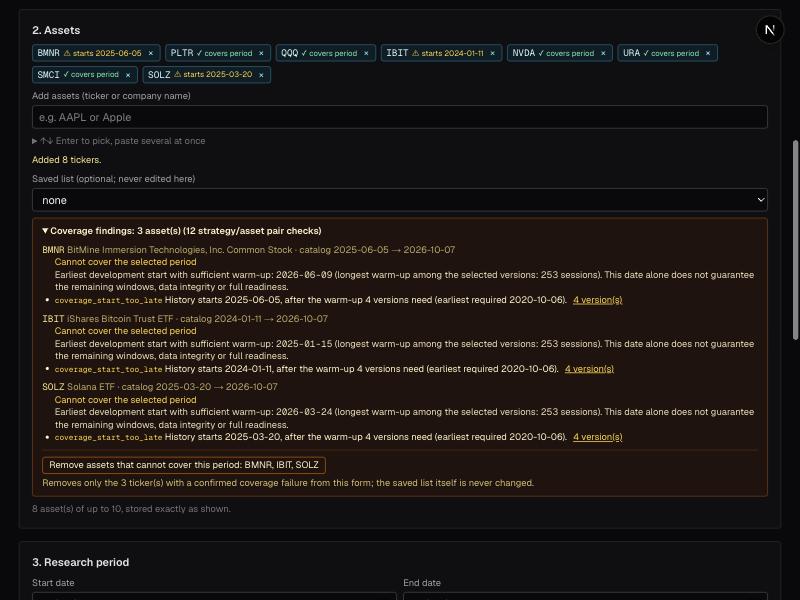 2. Assets
BMNR ⚠ starts 2025-06-05 × PLTR ✓ covers period × QQQ ✓ covers period × IBIT ⚠ starts 2024-01-11 × NVDA ✓ covers period × URA ✓ covers period ×
SMCI ✓ covers period × SOLZ ⚠ starts 2025-03-20 ×
Add assets (ticker or company name)
e.g. AAPL or Apple
▶ ↑↓ Enter to pick, paste several at once
Added 8 tickers.
Saved list (optional; never edited here)
none
▼ Coverage findings: 3 asset(s) (12 strategy/asset pair checks)
BMNR BitMine Immersion Technologies, Inc. Common Stock · catalog 2025-06-05 → 2026-10-07
Cannot cover the selected period
Earliest development start with sufficient warm-up: 2026-06-09 (longest warm-up among the selected versions: 253 sessions). This date alone does not guarantee
the remaining windows, data integrity or full readiness.
• coverage_start_too_late History starts 2025-06-05, after the warm-up 4 versions need (earliest required 2020-10-06). 4 version(s)
IBIT iShares Bitcoin Trust ETF · catalog 2024-01-11 → 2026-10-07
Cannot cover the selected period
Earliest development start with sufficient warm-up: 2025-01-15 (longest warm-up among the selected versions: 253 sessions). This date alone does not guarantee
the remaining windows, data integrity or full readiness.
• coverage_start_too_late History starts 2024-01-11, after the warm-up 4 versions need (earliest required 2020-10-06). 4 version(s)
SOLZ Solana ETF · catalog 2025-03-20 → 2026-10-07
Cannot cover the selected period
Earliest development start with sufficient warm-up: 2026-03-24 (longest warm-up among the selected versions: 253 sessions). This date alone does not guarantee
the remaining windows, data integrity or full readiness.
• coverage_start_too_late History starts 2025-03-20, after the warm-up 4 versions need (earliest required 2020-10-06). 4 version(s)
Remove assets that cannot cover this period: BMNR, IBIT, SOLZ
Removes only the 3 ticker(s) with a confirmed coverage failure from this form; the saved list itself is never changed.
8 asset(s) of up to 10, stored exactly as shown.
3. Research period
Start date End date
N